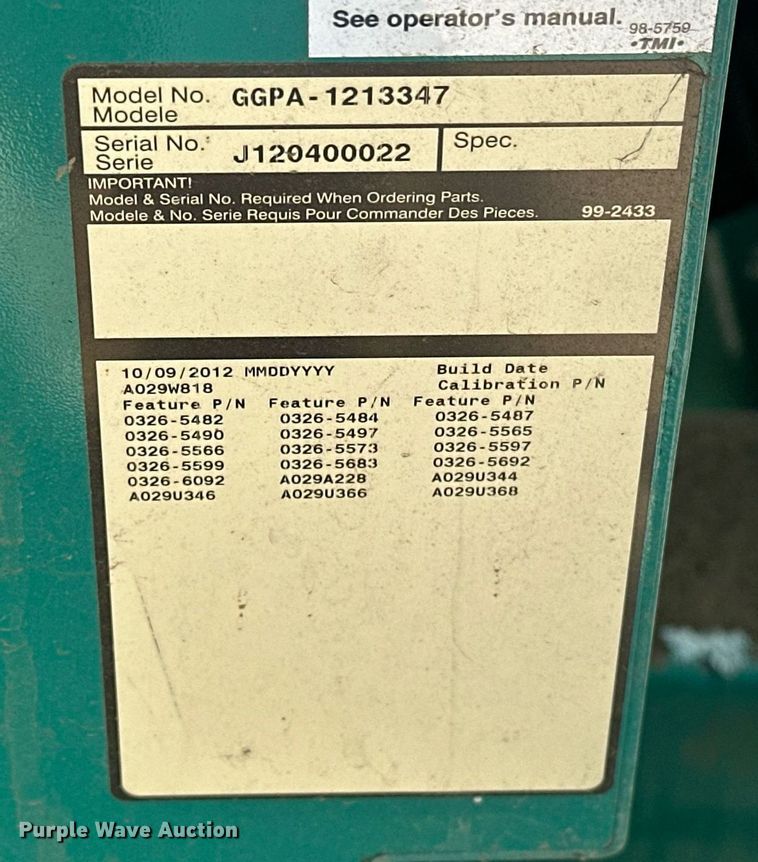 See operator's manual.
98-5759
•TMI•
Model No. GGPA-1213347
Modele
Serial No. J120400022 Spec.
Serie
IMPORTANT!
Model & Serial No. Required When Ordering Parts.
Modele & No. Serie Requis Pour Commander Des Pieces. 99-2433
10/09/2012 MMDDYYYY Build Date
A029W818 Calibration P/N
Feature P/N Feature P/N Feature P/N
0326-5482 0326-5484 0326-5487
0326-5490 0326-5497 0326-5565
0326-5566 0326-5573 0326-5597
0326-5599 0326-5683 0326-5692
0326-6092 A029A228 A029U344
A029U346 A029U366 A029U368
Purple Wave Auction